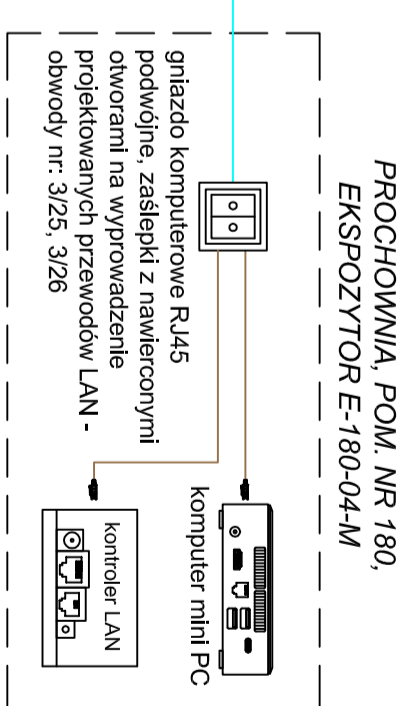 PROCHOWNIA, POM. NR 180,
EKSPOZYTOR E-180-04-M
gniazdo komputerowe RJ45
podwójne, zaślepki z nawierconymi
otworami na wyprowadzenie
projektowanych przewodów LAN -
obwody nr: 3/25, 3/26
komputer mini PC
kontroler LAN